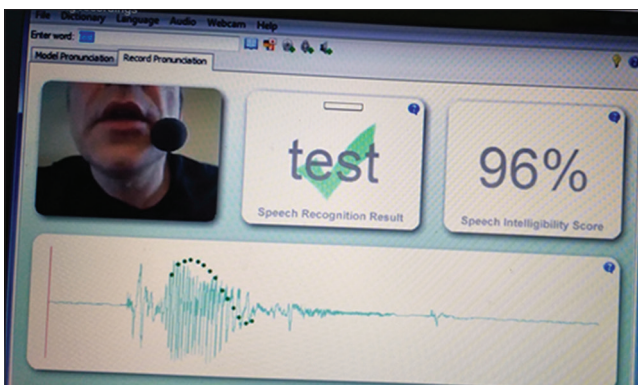 File Dictionary Language Audio Webcam Help
Enter word:
Model Pronunciation Record Pronunciation
test
96%
Speech Recognition Result
Speech Intelligibility Score